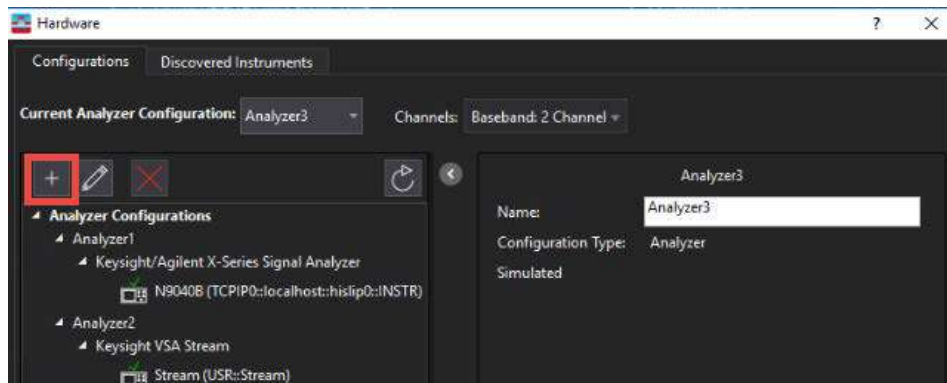 Hardware
? ×
Configurations Discovered Instruments
Current Analyzer Configuration: Analyzer3 Channels: Baseband: 2 Channel
+
Analyzer3
Analyzer Configurations
Name: Analyzer3
Analyzer1
Configuration Type: Analyzer
Keysight/Agilent X-Series Signal Analyzer
Simulated
N9040B (TCPIP0::localhost::hislip0::INSTR)
Analyzer2
Keysight VSA Stream
Stream (USR::Stream)